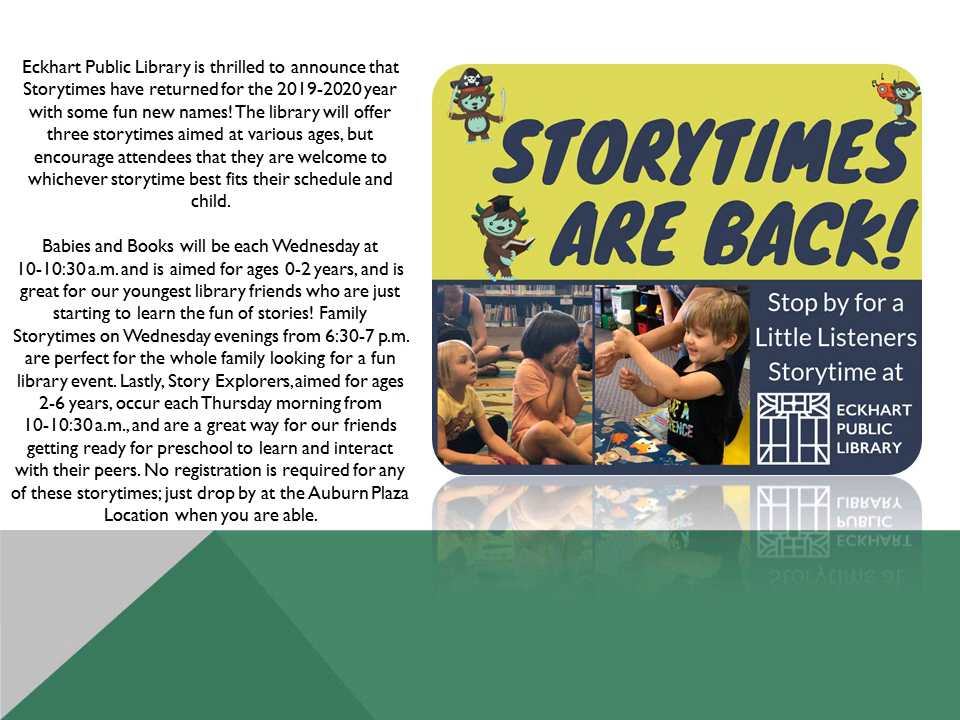 Eckhart Public Library is thrilled to announce that
Storytimes have returned for the 2019-2020 year
with some fun new names! The library will offer
three storytimes aimed at various ages, but
encourage attendees that they are welcome to
whichever storytime best fits their schedule and
child.
Babies and Books will be each Wednesday at
10-10:30 a.m. and is aimed for ages 0-2 years, and is
great for our youngest library friends who are just
starting to learn the fun of stories! Family
Storytimes on Wednesday evenings from 6:30-7 p.m.
are perfect for the whole family looking for a fun
library event. Lastly, Story Explorers, aimed for ages
2-6 years, occur each Thursday morning from
10-10:30 a.m., and are a great way for our friends
getting ready for preschool to learn and interact
with their peers. No registration is required for any
of these storytimes; just drop by at the Auburn Plaza
Location when you are able.
STORYTIMES
ARE BACK!
Stop by for a
Little Listeners
Storytime at
ECKHART
PUBLIC
LIBRARY